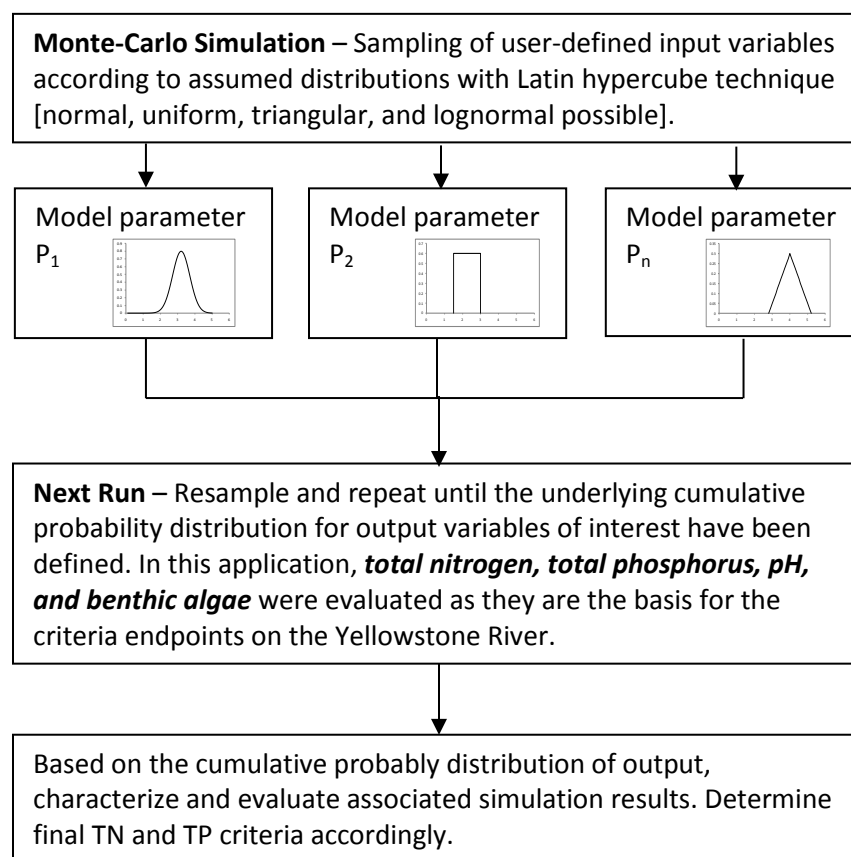 Monte-Carlo Simulation – Sampling of user-defined input variables
according to assumed distributions with Latin hypercube technique
[normal, uniform, triangular, and lognormal possible].
Model parameter
P1
Model parameter
P2
Model parameter
Pn
Next Run – Resample and repeat until the underlying cumulative
probability distribution for output variables of interest have been
defined. In this application, total nitrogen, total phosphorus, pH,
and benthic algae were evaluated as they are the basis for the
criteria endpoints on the Yellowstone River.
Based on the cumulative probably distribution of output,
characterize and evaluate associated simulation results. Determine
final TN and TP criteria accordingly.